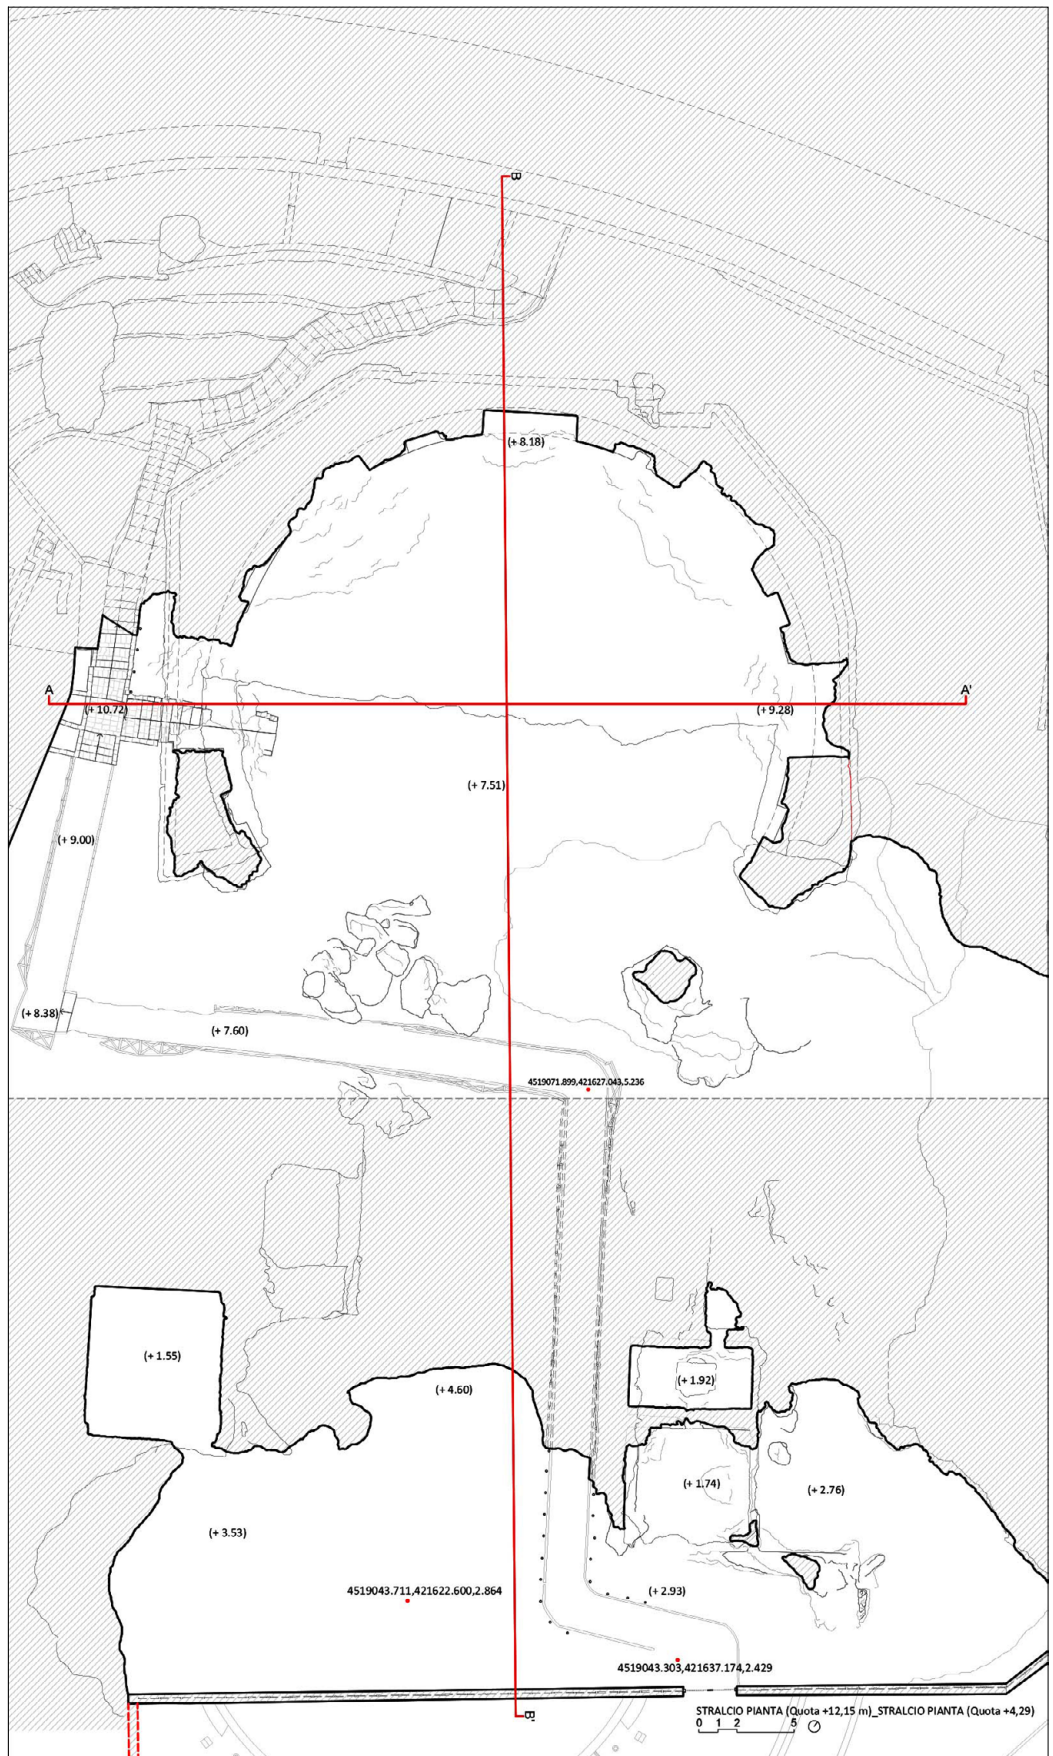 B
(+ 8.18)
A
A'
(+ 10.72)
(+ 9.28)
(+ 7.51)
(+ 9.00)
(+ 8.38)
(+ 7.60)
4519071.899,421627.043,5.236
(+ 1.55)
(+ 1.92)
(+ 4.60)
(+ 1.74)
(+ 2.76)
(+ 3.53)
4519043.711,421622.600,2.864
(+ 2.93)
4519043.303,421637.174,2.429
B'
STRALCIO PIANTA (Quota +12,15 m)_STRALCIO PIANTA (Quota +4,29)
0 1 2 5